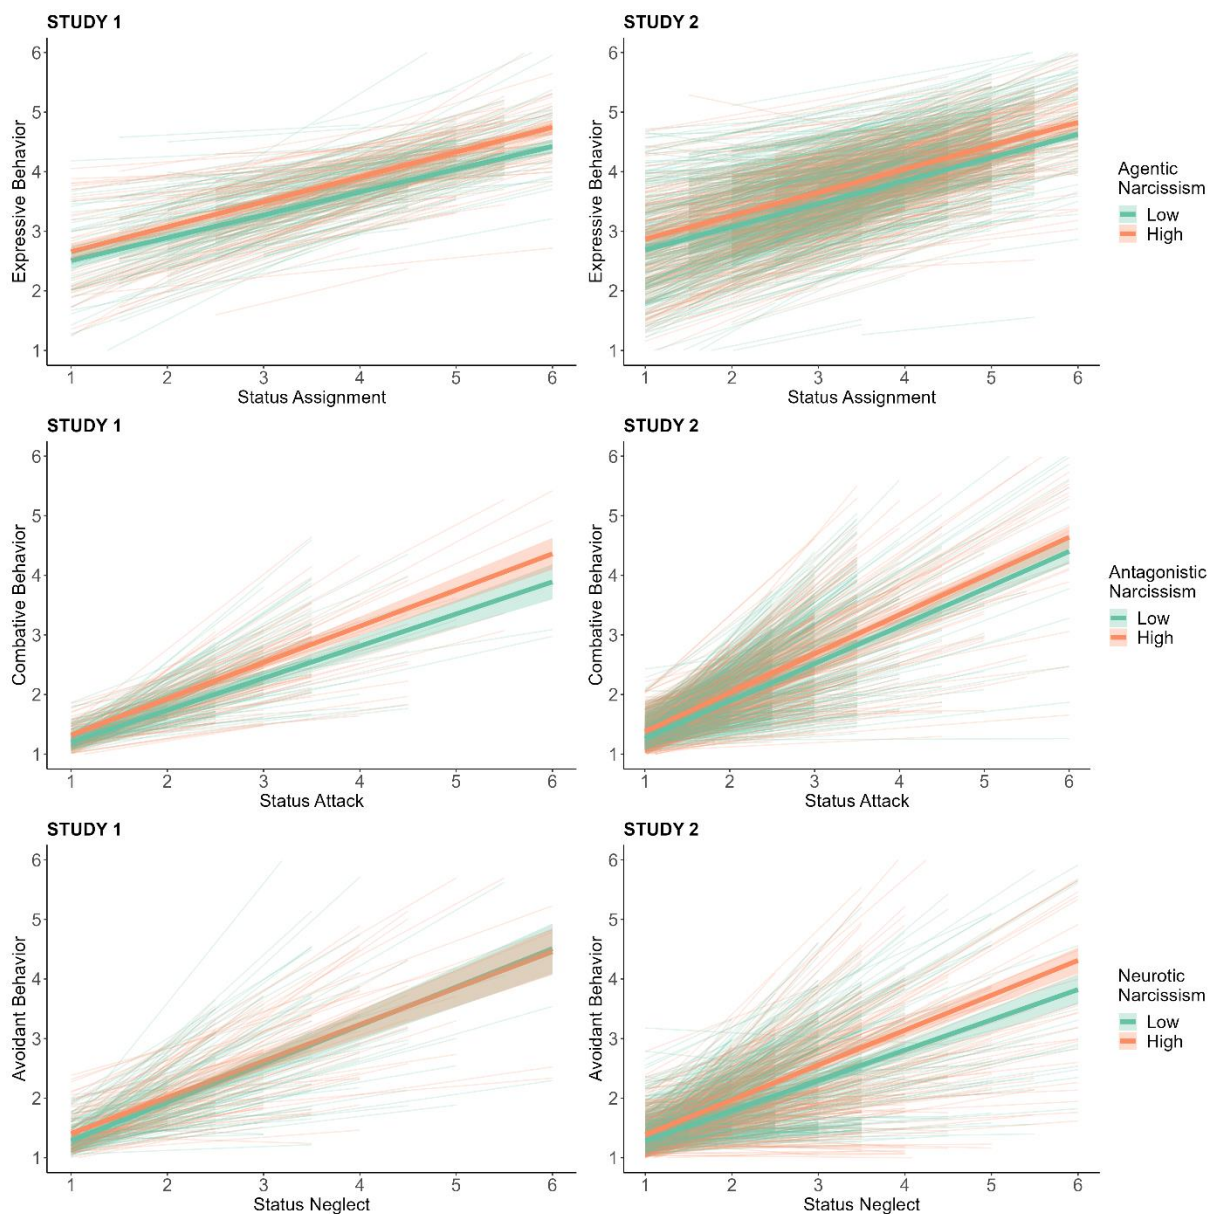 STUDY 1
6
5
4
3
2
1
Expressive Behavior
1 2 3 4 5 6
Status Assignment
STUDY 2
6
5
4
3
2
1
Expressive Behavior
1 2 3 4 5 6
Status Assignment
Agentic
Narcissism
Low
High
STUDY 1
6
5
4
3
2
1
Combative Behavior
1 2 3 4 5 6
Status Attack
STUDY 2
6
5
4
3
2
1
Combative Behavior
1 2 3 4 5 6
Status Attack
Antagonistic
Narcissism
Low
High
STUDY 1
6
5
4
3
2
1
Avoidant Behavior
1 2 3 4 5 6
Status Neglect
STUDY 2
6
5
4
3
2
1
Avoidant Behavior
1 2 3 4 5 6
Status Neglect
Neurotic
Narcissism
Low
High